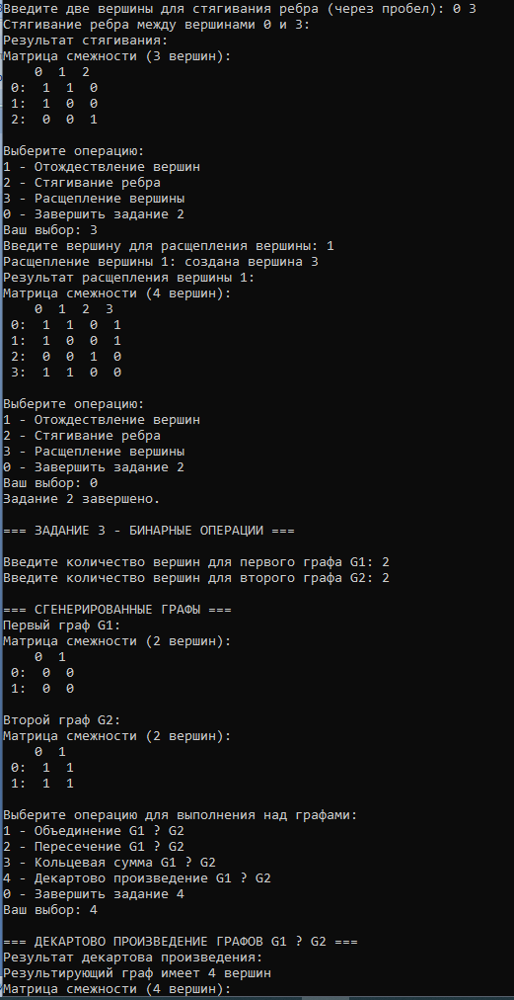 Введите две вершины для стягивания ребра (через пробел): 0 3
Стягивание ребра между вершинами 0 и 3:
Результат стягивания:
Матрица смежности (3 вершин):
0 1 2
0: 1 1 0
1: 1 0 0
2: 0 0 1
Выберите операцию:
1 - Отождествление вершин
2 - Стягивание ребра
3 - Расщепление вершины
0 - Завершить задание 2
Ваш выбор: 3
Введите вершину для расщепления вершины: 1
Расщепление вершины 1: создана вершина 3
Результат расщепления вершины 1:
Матрица смежности (4 вершин):
0 1 2 3
0: 1 1 0 1
1: 1 0 0 1
2: 0 0 1 0
3: 1 1 0 0
Выберите операцию:
1 - Отождествление вершин
2 - Стягивание ребра
3 - Расщепление вершины
0 - Завершить задание 2
Ваш выбор: 0
Задание 2 завершено.
=== ЗАДАНИЕ 3 - БИНАРНЫЕ ОПЕРАЦИИ ===
Введите количество вершин для первого графа G1: 2
Введите количество вершин для второго графа G2: 2
=== СГЕНЕРИРОВАННЫЕ ГРАФЫ ===
Первый граф G1:
Матрица смежности (2 вершин):
0 1
0: 0 0
1: 0 0
Второй граф G2:
Матрица смежности (2 вершин):
0 1
0: 1 1
1: 1 1
Выберите операцию для выполнения над графами:
1 - Объединение G1 ? G2
2 - Пересечение G1 ? G2
3 - Кольцевая сумма G1 ? G2
4 - Декартово произведение G1 ? G2
0 - Завершить задание 4
Ваш выбор: 4
=== ДЕКАРТОВО ПРОИЗВЕДЕНИЕ ГРАФОВ G1 ? G2 ===
Результат декартова произведения:
Результирующий граф имеет 4 вершин
Матрица смежности (4 вершин):